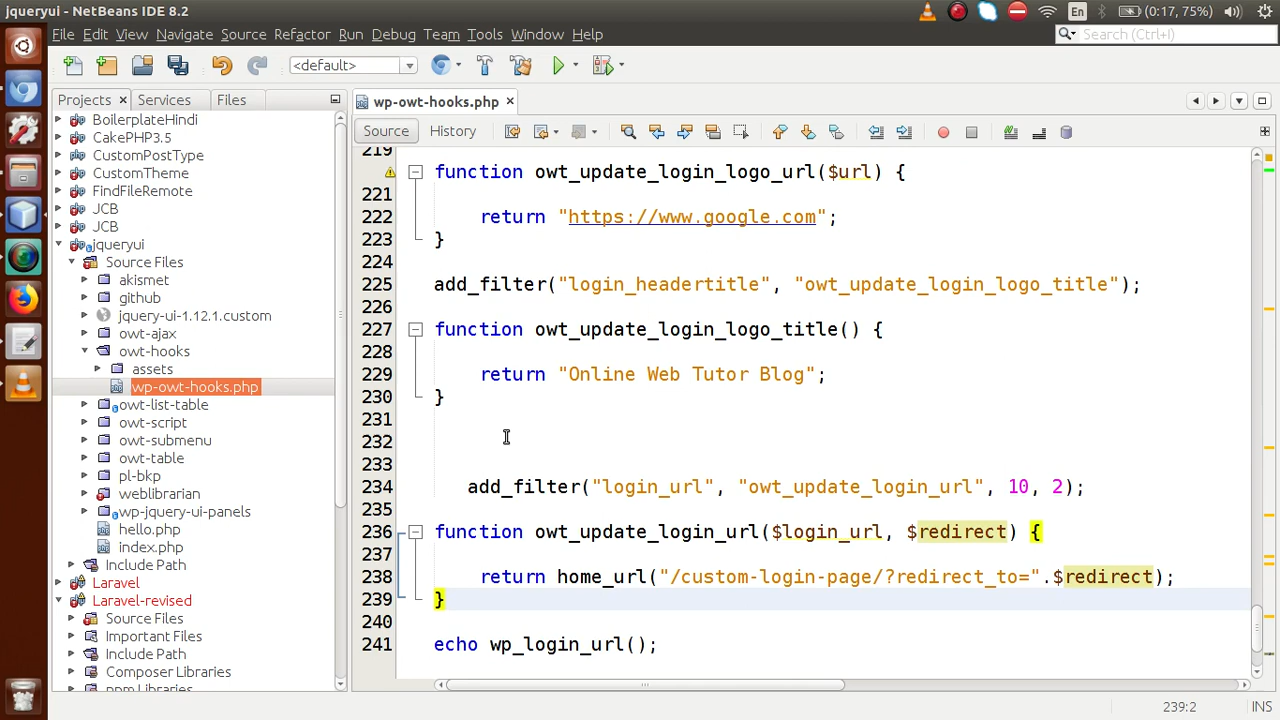 jqueryui - NetBeans IDE 8.2
En
(0:17, 75%)
File Edit View Navigate Source Refactor Run Debug Team Tools Window Help
Search (Ctrl+I)
<default>
Projects
Services
Files
wp-owt-hooks.php
BoilerplateHindi
CakePHP3.5
CustomPostType
CustomTheme
FindFileRemote
JCB
JCB
jqueryui
Source Files
akismet
github
jquery-ui-1.12.1.custom
owt-ajax
owt-hooks
assets
wp-owt-hooks.php
owt-list-table
owt-script
owt-submenu
owt-table
pl-bkp
weblibrarian
wp-jquery-ui-panels
hello.php
index.php
Include Path
Laravel
Laravel-revised
Source Files
Important Files
Include Path
Composer Libraries
npm Libraries
Source
History
219
function owt_update_login_logo_url($url) {
221
222 return "https://www.google.com";
223 }
224
225 add_filter("login_headertitle", "owt_update_login_logo_title");
226
227 function owt_update_login_logo_title() {
228
229 return "Online Web Tutor Blog";
230 }
231
232
233
234 add_filter("login_url", "owt_update_login_url", 10, 2);
235
236 function owt_update_login_url($login_url, $redirect) {
237
238 return home_url("/custom-login-page/?redirect_to=".$redirect);
239 }
240
241 echo wp_login_url();
239:2
INS